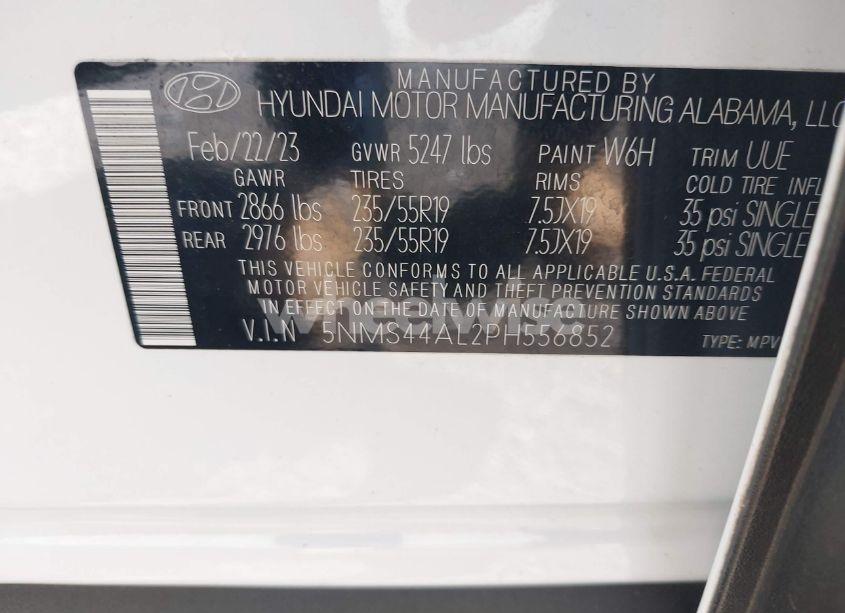 MANUFACTURED BY
HYUNDAI MOTOR MANUFACTURING ALABAMA, LLC
Feb/22/23 GVWR 5247 lbs PAINT W6H TRIM UUE
GAWR TIRES RIMS COLD TIRE INFL
FRONT 2866 lbs 235/55R19 7.5JX19 35 psi SINGLE
REAR 2976 lbs 235/55R19 7.5JX19 35 psi SINGLE
THIS VEHICLE CONFORMS TO ALL APPLICABLE U.S.A. FEDERAL
MOTOR VEHICLE SAFETY AND THEFT PREVENTION STANDARDS
IN EFFECT ON THE DATE OF MANUFACTURE SHOWN ABOVE
wheelwise
V.I.N 5NMS44AL2PH556852 TYPE: MPV